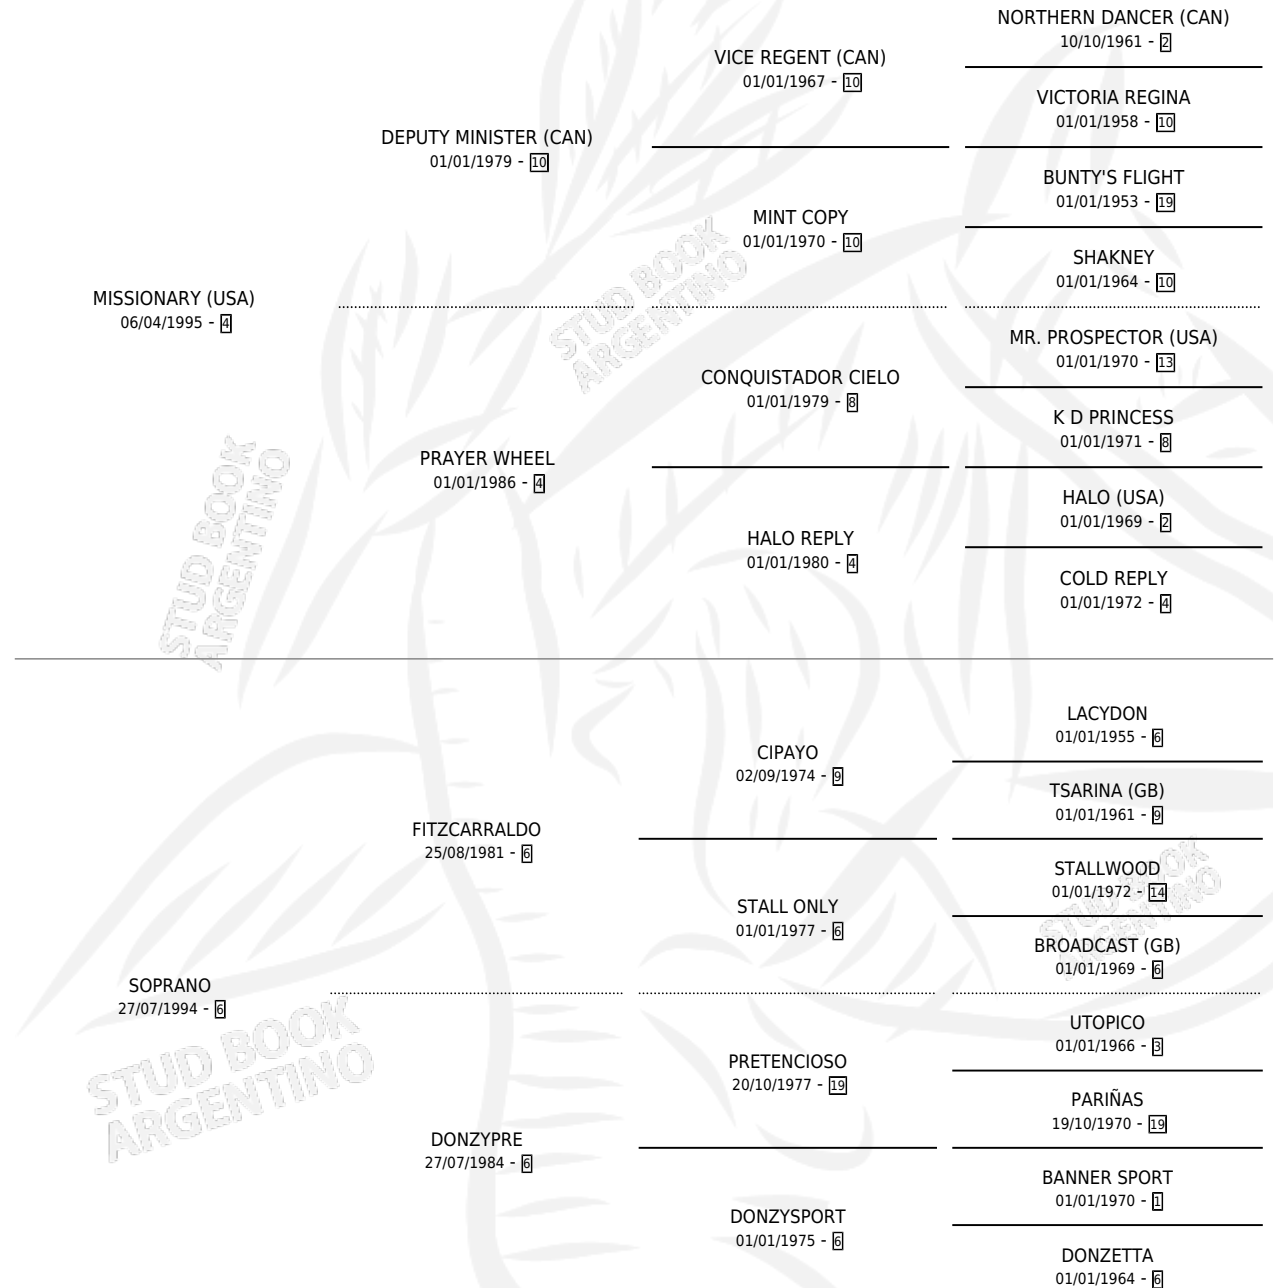 NORTHERN DANCER (CAN)
10/10/1961 - 2
VICE REGENT (CAN)
01/01/1967 - 10
VICTORIA REGINA
01/01/1958 - 10
DEPUTY MINISTER (CAN)
01/01/1979 - 10
BUNTY'S FLIGHT
01/01/1953 - 19
MINT COPY
01/01/1970 - 10
SHAKNEY
01/01/1964 - 10
MISSIONARY (USA)
06/04/1995 - 4
MR. PROSPECTOR (USA)
01/01/1970 - 13
CONQUISTADOR CIELO
01/01/1979 - 8
K D PRINCESS
01/01/1971 - 8
PRAYER WHEEL
01/01/1986 - 4
HALO (USA)
01/01/1969 - 2
HALO REPLY
01/01/1980 - 4
COLD REPLY
01/01/1972 - 4
LACYDON
01/01/1955 - 6
CIPAYO
02/09/1974 - 9
TSARINA (GB)
01/01/1961 - 9
FITZCARRALDO
25/08/1981 - 6
STALLWOOD
01/01/1972 - 14
STALL ONLY
01/01/1977 - 6
BROADCAST (GB)
01/01/1969 - 6
SOPRANO
27/07/1994 - 6
UTOPICO
01/01/1966 - 3
PRETENCIOSO
20/10/1977 - 19
PARIÑAS
19/10/1970 - 19
DONZYPRE
27/07/1984 - 6
BANNER SPORT
01/01/1970 - 1
DONZYSPORT
01/01/1975 - 6
DONZETTA
01/01/1964 - 6
STUD BOOK
ARGENTINO
STUD BOOK
ARGENTINO
STUD BOOK
ARGENTINO
STUD BOOK
ARGENTINO